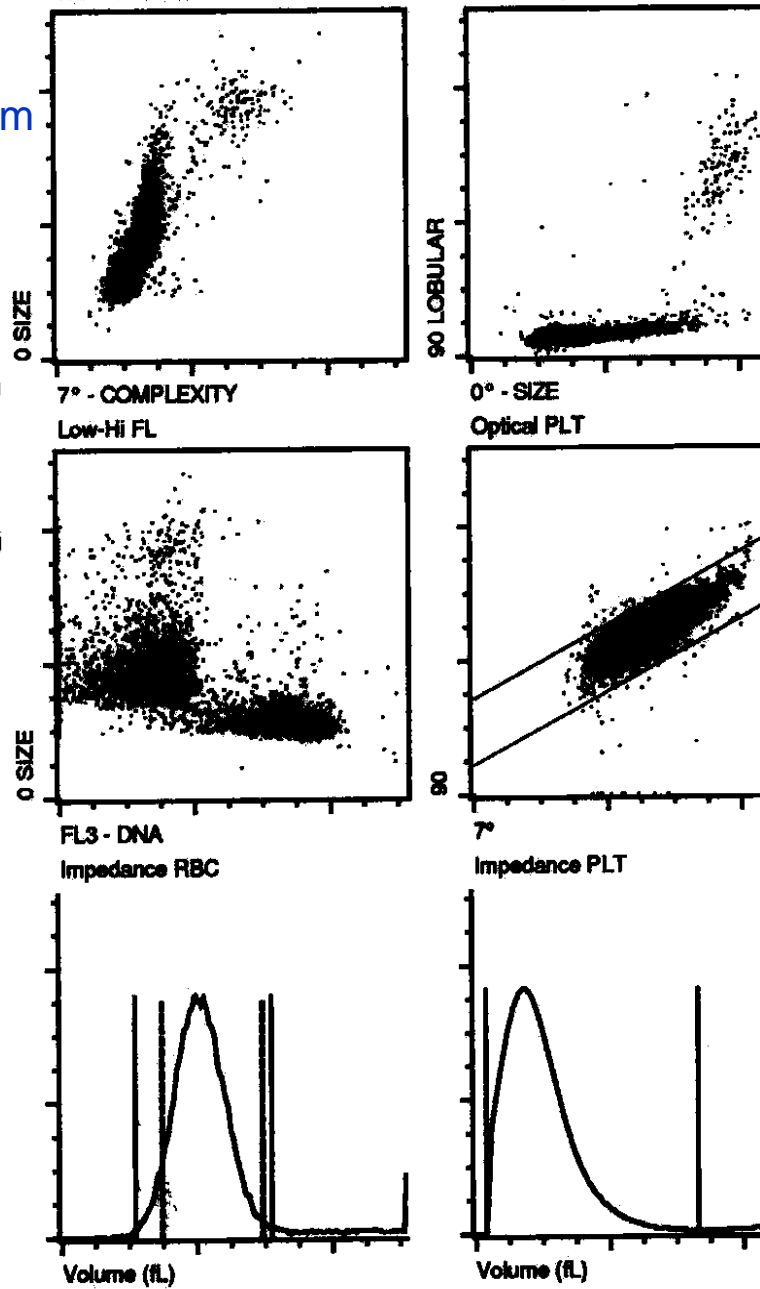 m
0 SIZE
7° - COMPLEXITY
90 LOBULAR
0° - SIZE
Low-Hi FL
Optical PLT
0 SIZE
FL3 - DNA
90
7°
Impedance RBC
Impedance PLT
Volume (fL)
Volume (fL)